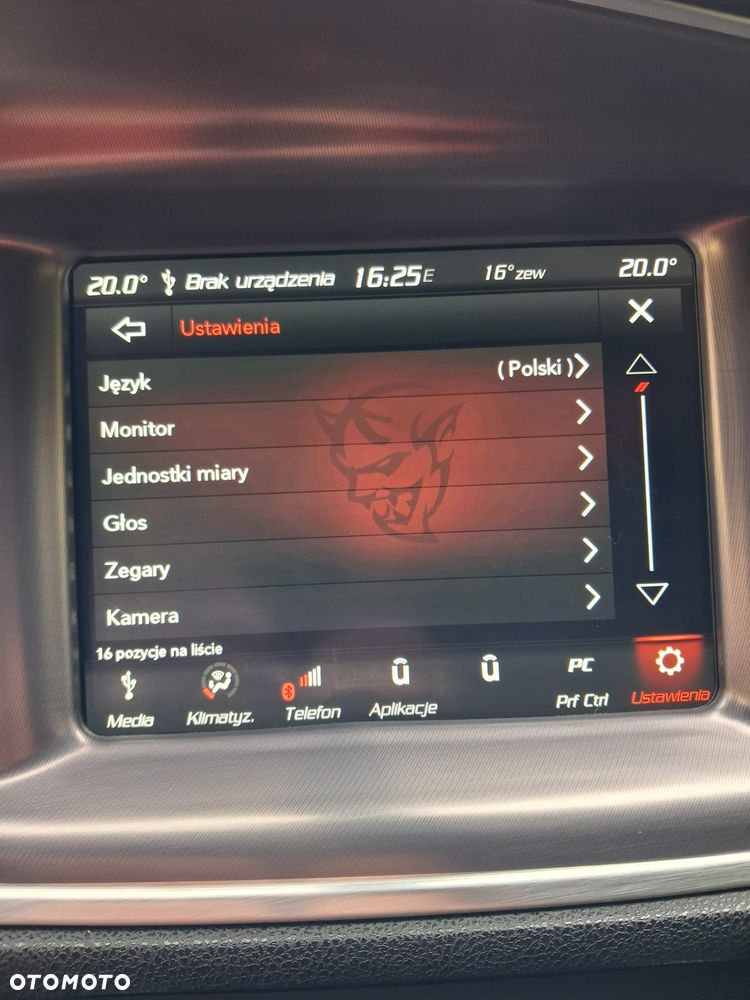 20.0° Brak urządzenia 16:25E 16°zew 20.0°
Ustawienia
Język (Polski)
Monitor
Jednostki miary
Głos
Zegary
Kamera
16 pozycje na liście
Media Klimatyz. Telefon Aplikacje PC Prf Ctrl Ustawienia
OTOMOTO